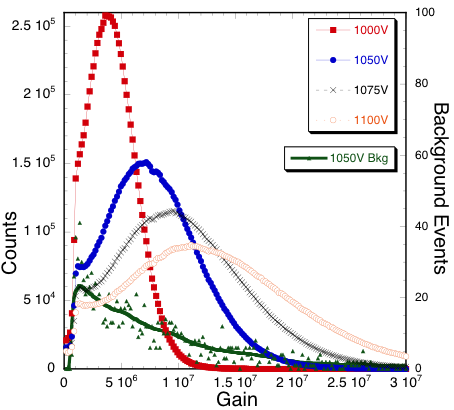 2.5 10⁵
2 10⁵
1.5 10⁵
1 10⁵
5 10⁴
0
Counts
100
80
60
40
20
0
Background Events
1000V
1050V
1075V
1100V
1050V Bkg
0 5 10⁶ 1 10⁷ 1.5 10⁷ 2 10⁷ 2.5 10⁷ 3 10⁷
Gain